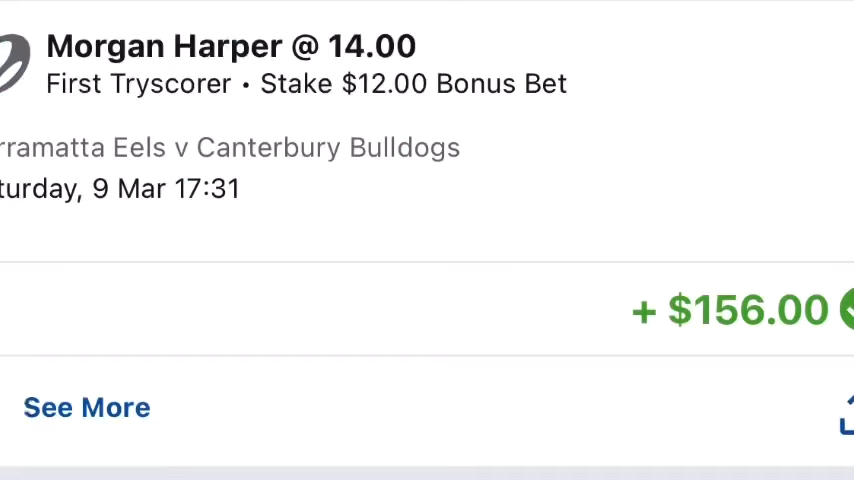 Morgan Harper @ 14.00
First Tryscorer • Stake $12.00 Bonus Bet
rramatta Eels v Canterbury Bulldogs
turday, 9 Mar 17:31
+ $156.00
See More